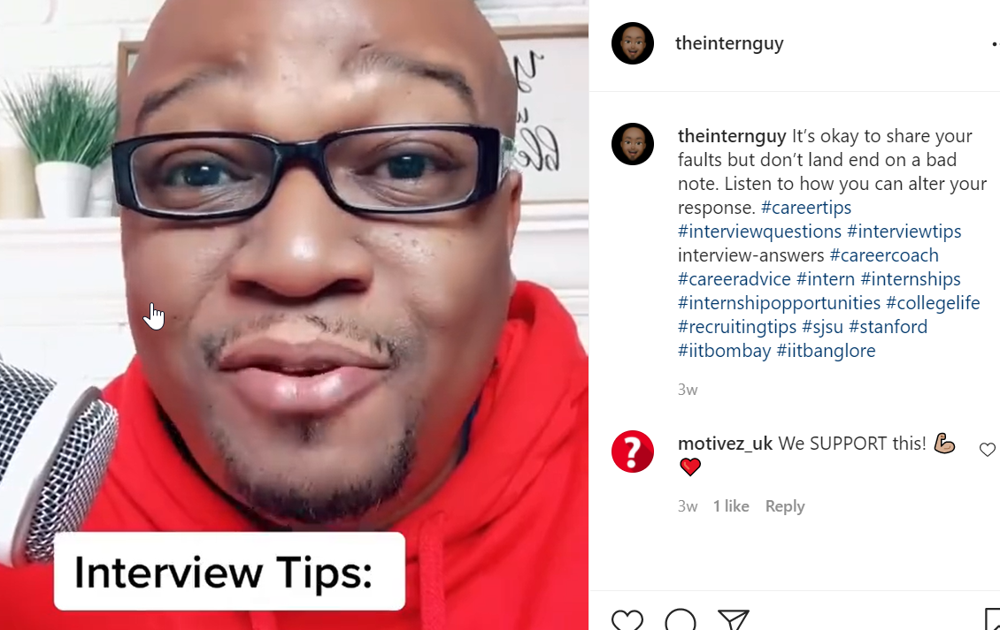 Interview Tips:
theinternguy
theinternguy It’s okay to share your
faults but don’t land end on a bad
note. Listen to how you can alter your
response. #careertips
#interviewquestions #interviewtips
interview-answers #careercoach
#careeradvice #intern #internships
#internshipopportunities #collegelife
#recruitingtips #sjsu #stanford
#iitbombay #iitbanglore
3w
motivez_uk We SUPPORT this! 💪🏼
❤️
3w 1 like Reply